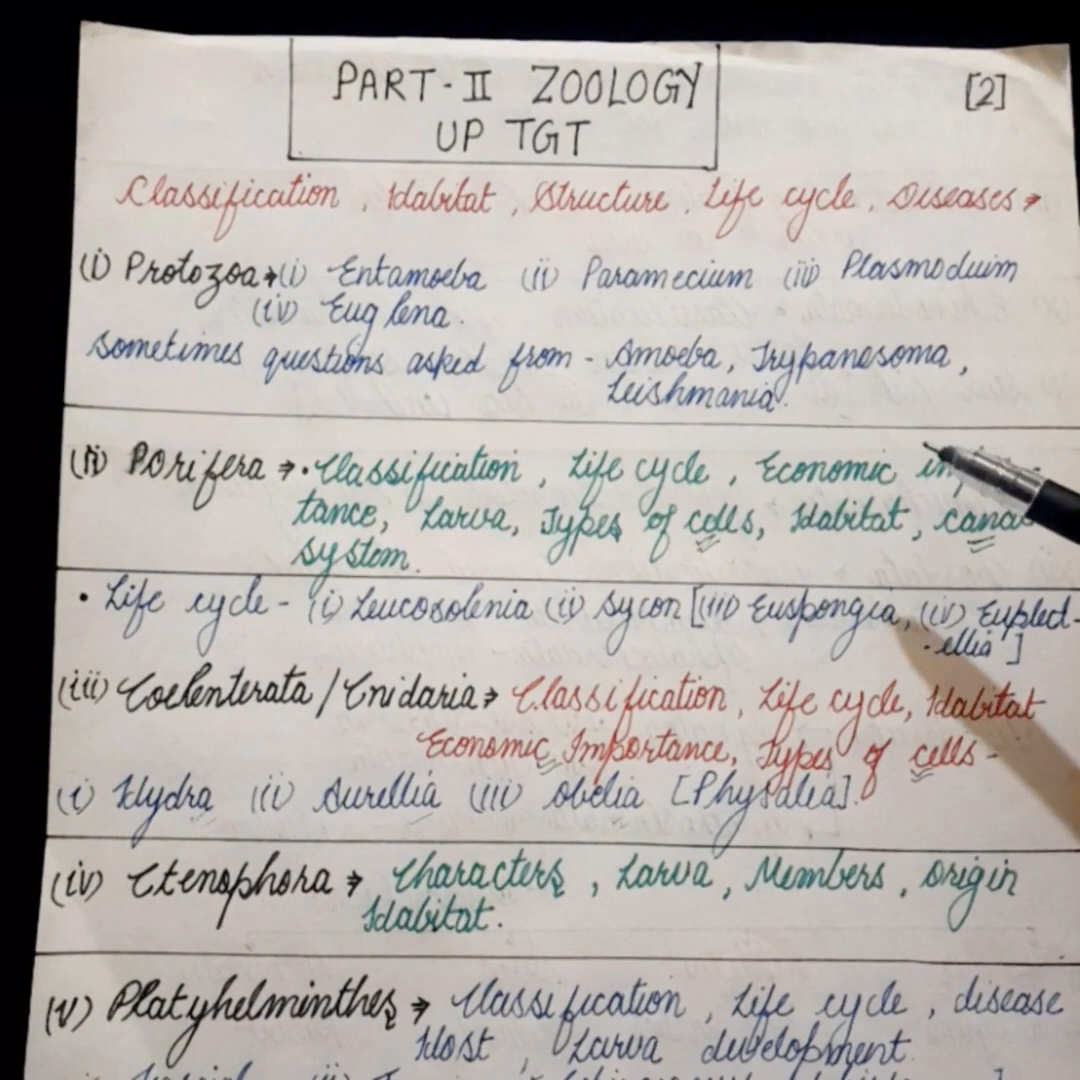 PART-II ZOOLOGY
[2]
UP TGT
Classification, Habitat, Structure, Life cycle, Diseases→
(i) Protozoa→(i) Entamoeba (ii) Paramecium (iii) Plasmoduim
(iv) Euglena.
Sometimes questions asked from - Amoeba, Trypanosoma,
Leishmania.
(ii) Porifera →• Classification, Life cycle, Economic
tance, Larva, Types of cells, Habitat, canal
system.
• Life cycle - (i) Leucosolenia (ii) Sycon [(iii) Euspongia, (iv) Euplect-
-ellia]
(iii) Coelenterata/Cnidaria→ Classification, Life cycle, Habitat
Economic Importance, Types of cells -
(i) Hydra (ii) Aurellia (iii) Obelia [Physalia].
(iv) Ctenophora → Characters, Larva, Members, origin
Habitat.
(v) Platyhelminthes → Classification, Life cycle, disease
Host, Larva development.